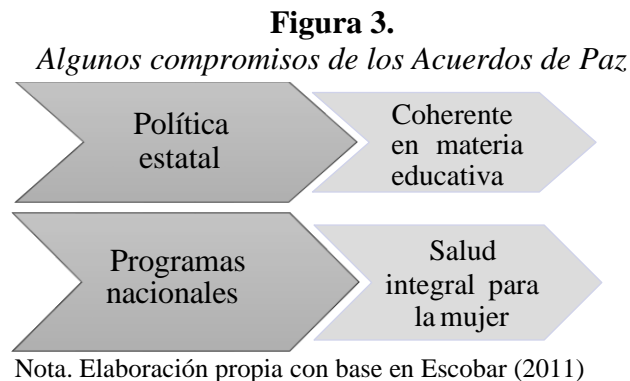 Figura 3.
Algunos compromisos de los Acuerdos de Paz
Política
estatal
Coherente
en materia
educativa
Programas
nacionales
Salud
integral para
la mujer
Nota. Elaboración propia con base en Escobar (2011)